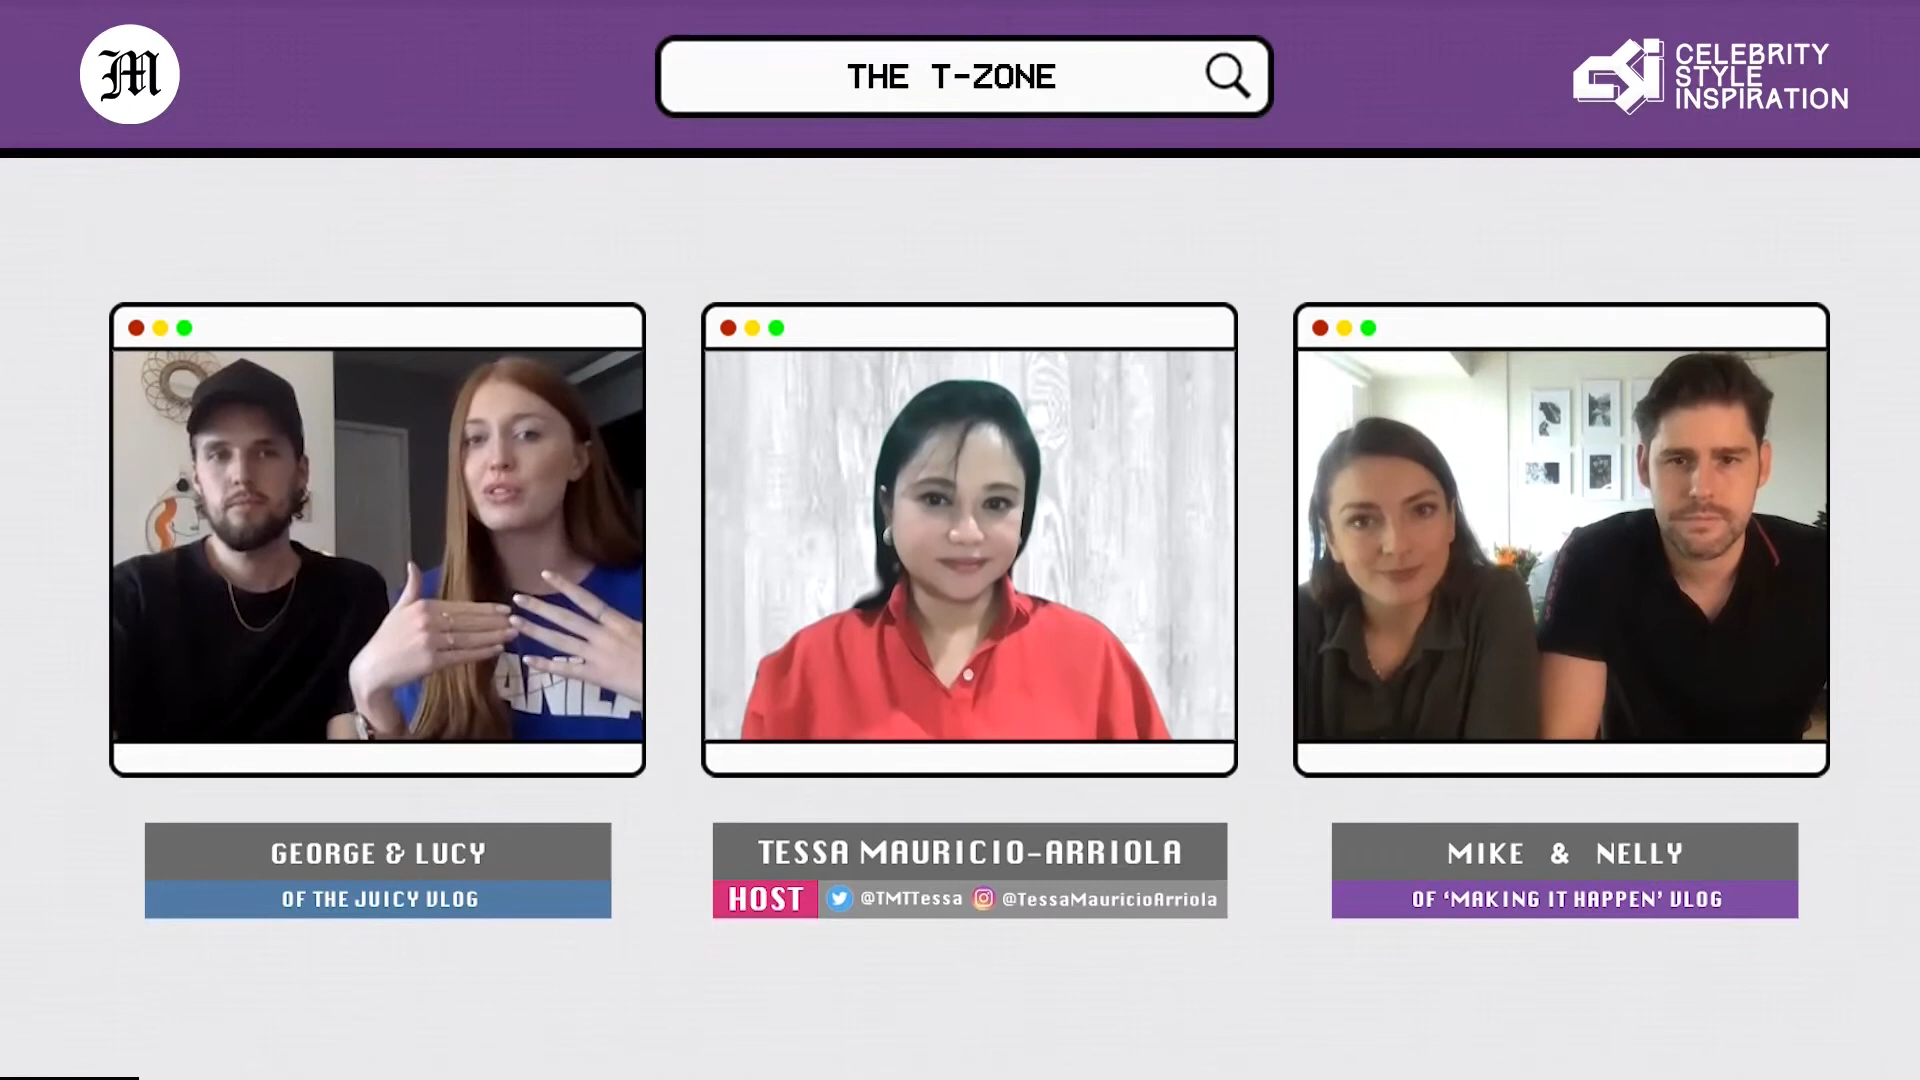 M
THE T-ZONE
CELEBRITY
STYLE
INSPIRATION
ANILA
GEORGE & LUCY
OF THE JUICY VLOG
TESSA MAURICIO-ARRIOLA
HOST @TMTTessa @TessaMauricioArriola
MIKE & NELLY
OF ‘MAKING IT HAPPEN’ VLOG